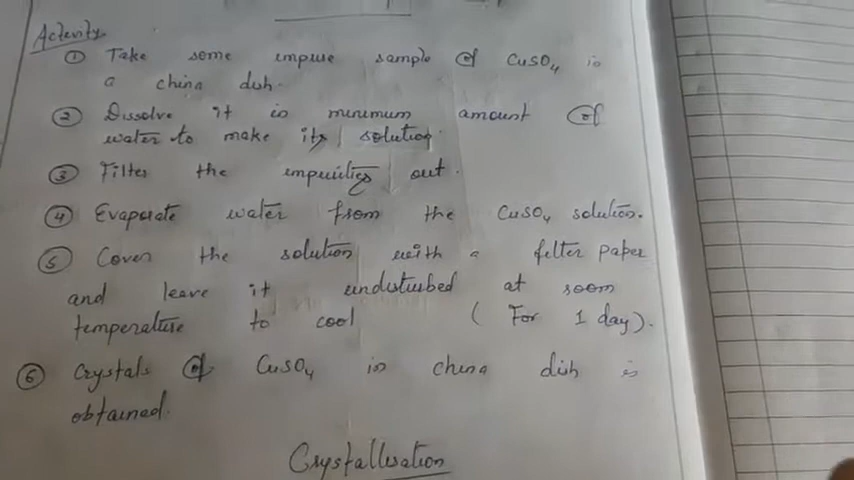 Activity.
① Take some impure sample of CuSO4 in
a china dish.
② Dissolve it in minimum amount of
water to make its solution.
③ Filter the impurities out.
④ Evaporate water from the CuSO4 solution.
⑤ Cover the solution with a filter paper
and leave it undisturbed at room
temperature to cool (For 1 day).
⑥ Crystals of CuSO4 in china dish is
obtained.
Crystallisation